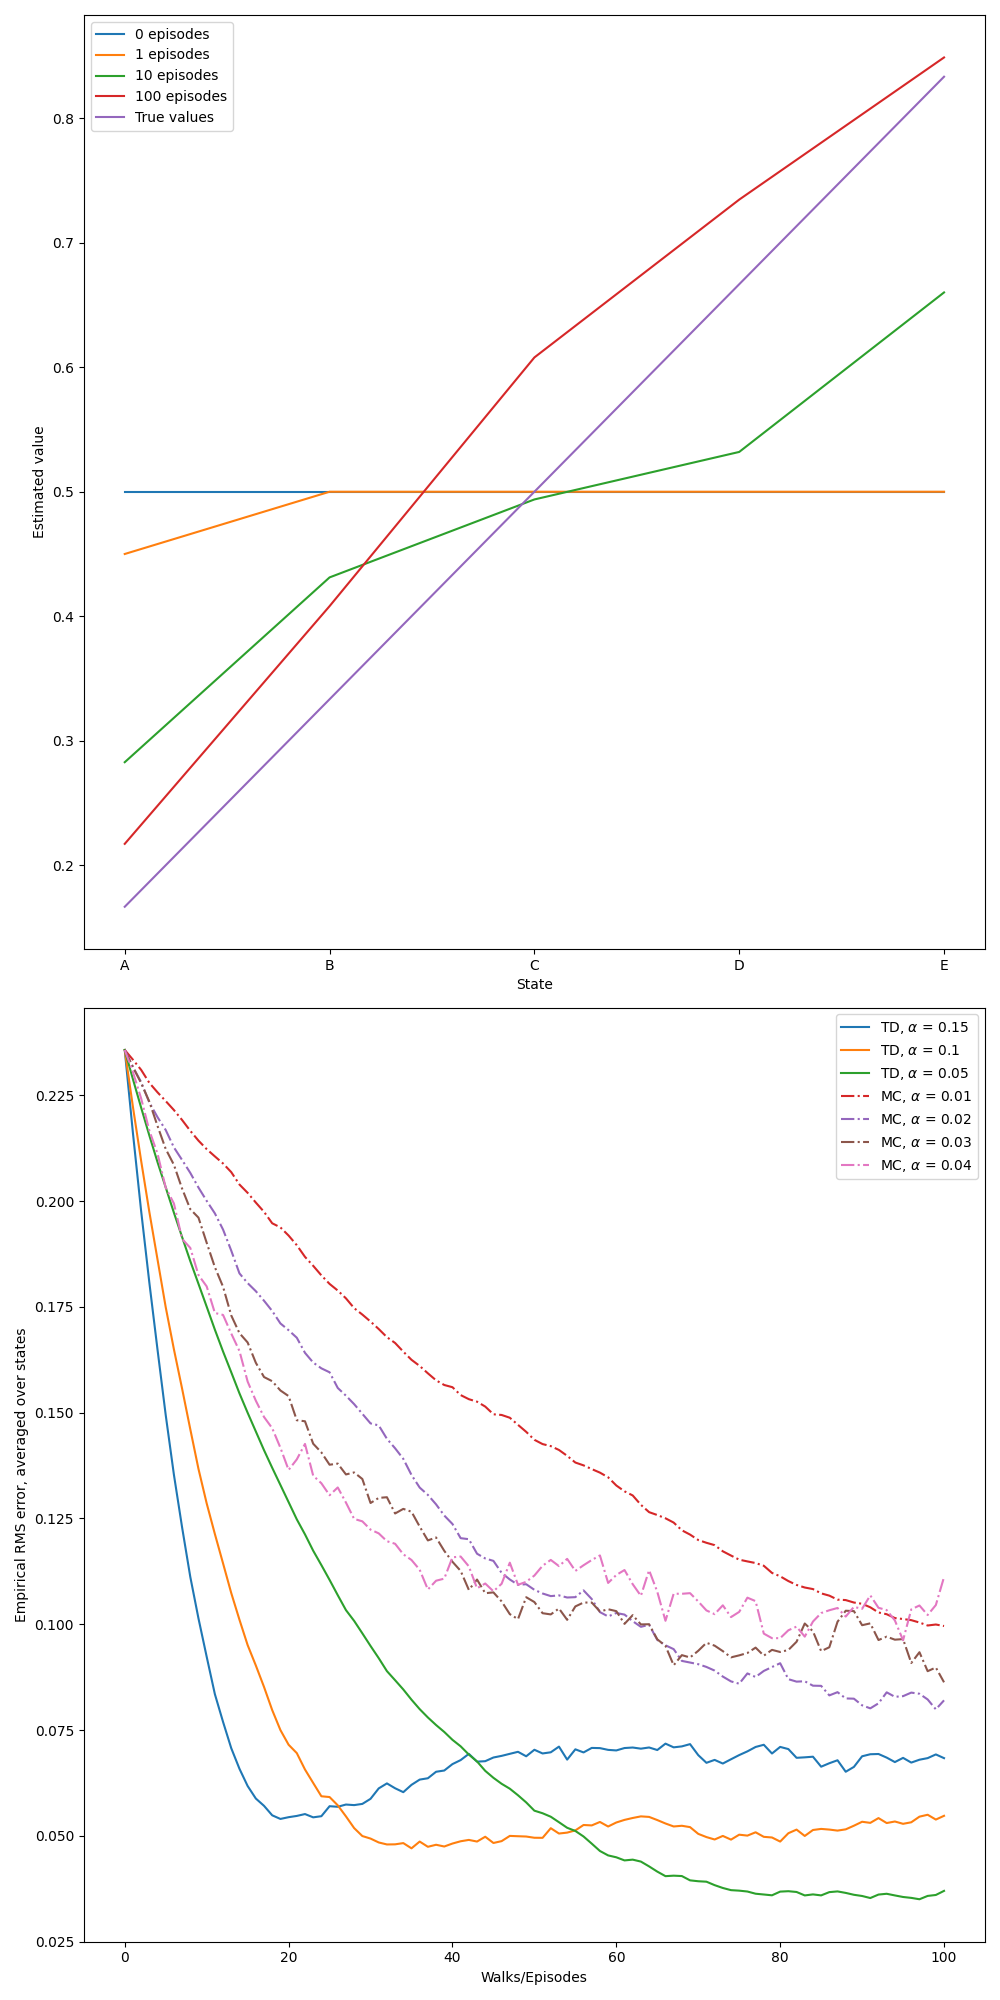 0 episodes
1 episodes
10 episodes
100 episodes
True values
0.8
0.7
0.6
0.5
0.4
0.3
0.2
Estimated value
A B C D E
State
TD, α = 0.15
TD, α = 0.1
TD, α = 0.05
MC, α = 0.01
MC, α = 0.02
MC, α = 0.03
MC, α = 0.04
0.225
0.200
0.175
0.150
0.125
0.100
0.075
0.050
0.025
Empirical RMS error, averaged over states
0 20 40 60 80 100
Walks/Episodes